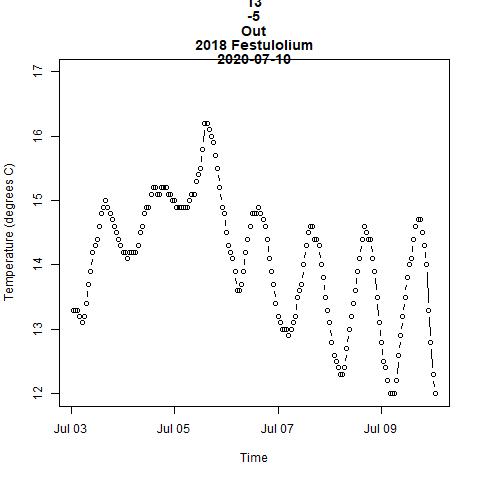 13
-5
Out
2018 Festulolium
2020-07-10
Temperature (degrees C)
17
16
15
14
13
12
Jul 03
Jul 05
Jul 07
Jul 09
Time